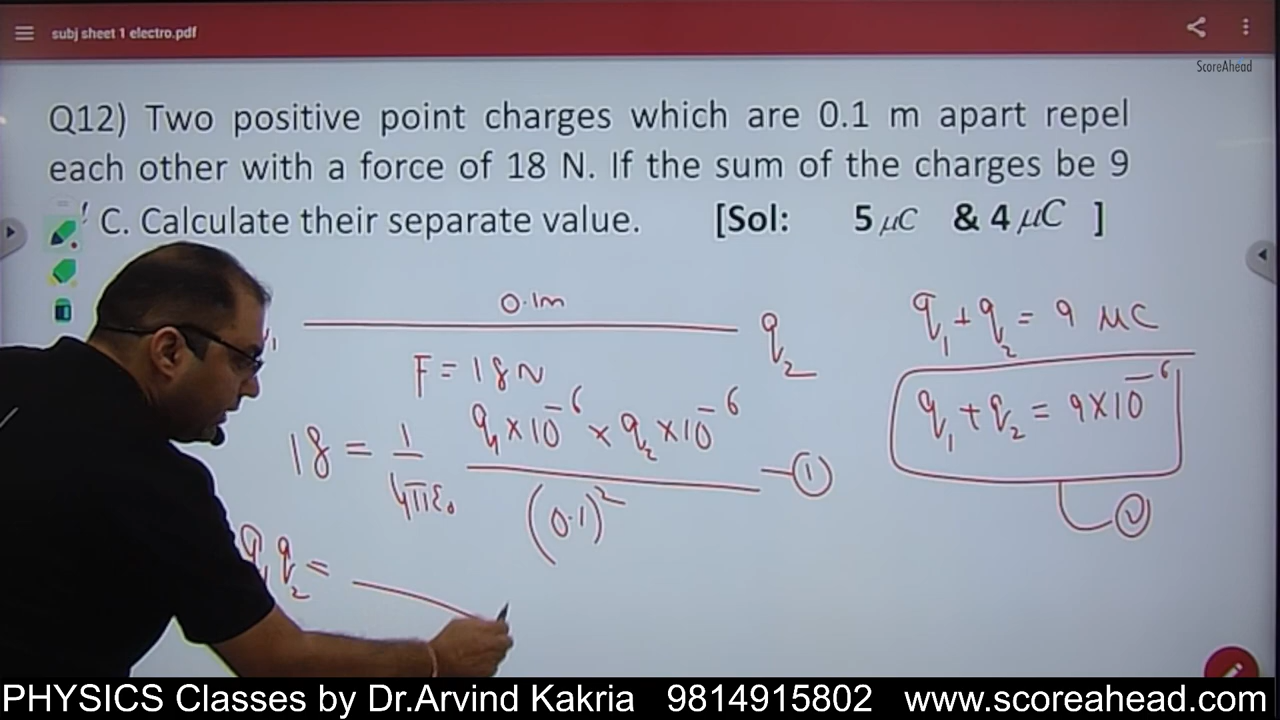 subj sheet 1 electro.pdf
ScoreAhead
Q12) Two positive point charges which are 0.1 m apart repel
each other with a force of 18 N. If the sum of the charges be 9
C. Calculate their separate value. [Sol: 5 μC & 4 μC ]
0.1m
q₂
q₁ + q₂ = 9 μC
F = 18N
q₁ + q₂ = 9×10⁻⁶
18 = 1/4πε₀ q₁×10⁻⁶ × q₂×10⁻⁶/(0.1)² — ①
②
q₁q₂ =
PHYSICS Classes by Dr.Arvind Kakria 9814915802 www.scoreahead.com